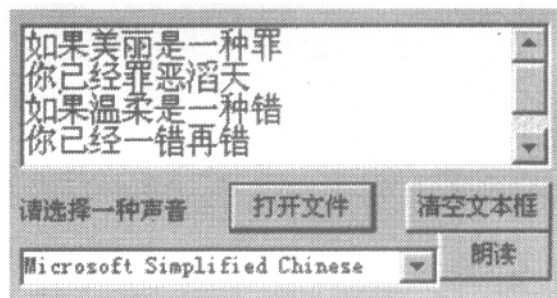 如果美丽是一种罪
你已经罪恶滔天
如果温柔是一种错
你已经一错再错
请选择一种声音
打开文件
清空文本框
Microsoft Simplified Chinese
朗读